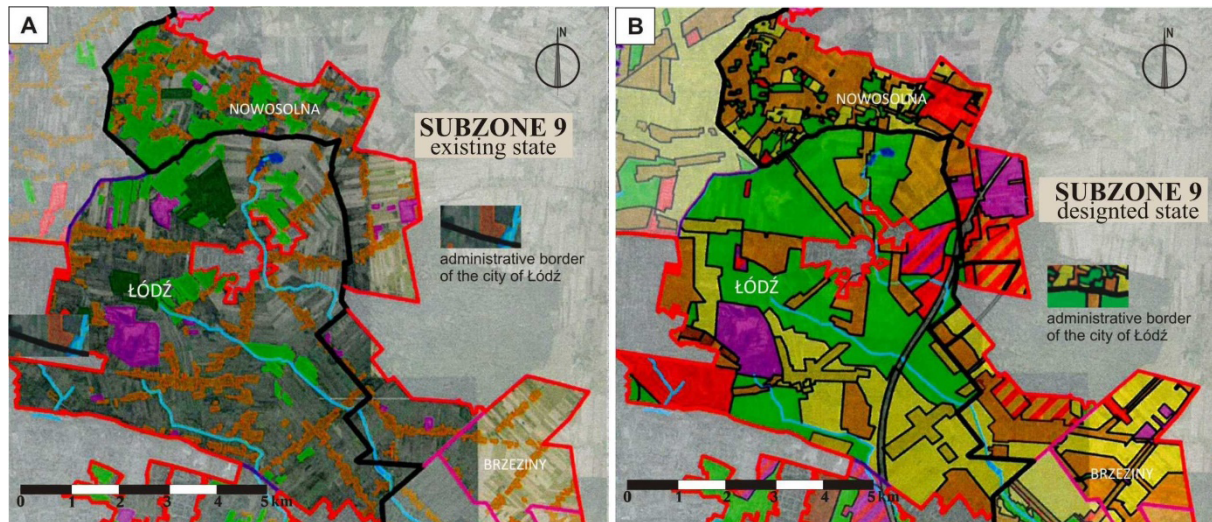 A
N
NOWOSOLNA
SUBZONE 9
existing state
administrative border
of the city of Łódź
ŁÓDŹ
BRZEZINY
0 1 2 3 4 5 km
B
N
NOWOSOLNA
SUBZONE 9
designted state
ŁÓDŹ
administrative border
of the city of Łódź
BRZEZINY
0 1 2 3 4 5 km